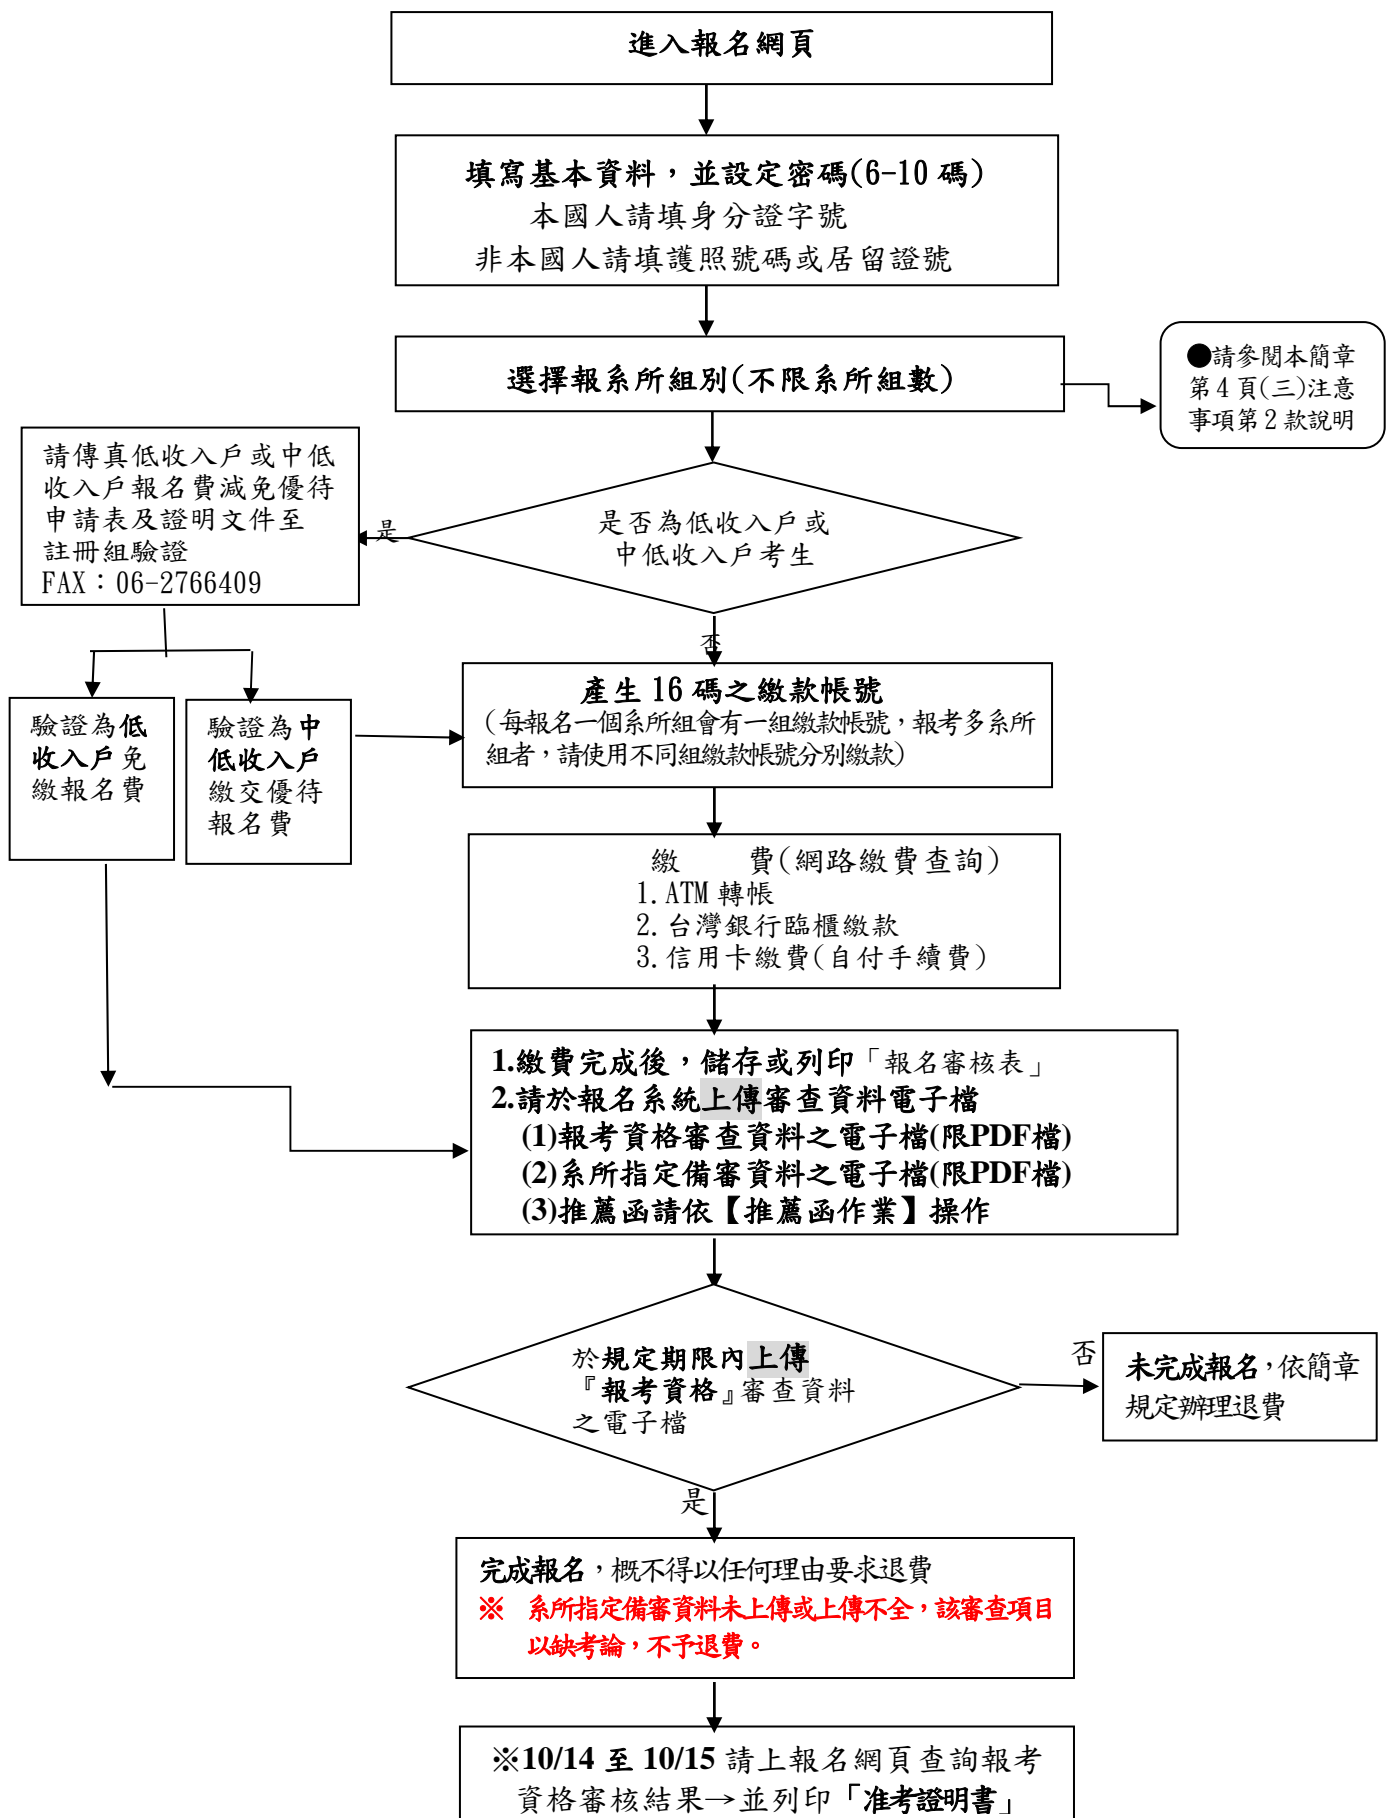 進入報名網頁
填寫基本資料，並設定密碼(6-10 碼)
本國人請填身分證字號
非本國人請填護照號碼或居留證號
選擇報系所組別(不限系所組數)
●請參閱本簡章
第 4 頁(三)注意
事項第 2 款說明
是否為低收入戶或
中低收入戶考生
是
請傳真低收入戶或中低
收入戶報名費減免優待
申請表及證明文件至
註冊組驗證
FAX：06-2766409
否
驗證為低
收入戶免
繳報名費
驗證為中
低收入戶
繳交優待
報名費
產生 16 碼之繳款帳號
(每報名一個系所組會有一組繳款帳號，報考多系所
組者，請使用不同組繳款帳號分別繳款)
繳　　費(網路繳費查詢)
1.ATM 轉帳
2.台灣銀行臨櫃繳款
3.信用卡繳費(自付手續費)
1.繳費完成後，儲存或列印「報名審核表」
2.請於報名系統上傳審查資料電子檔
(1)報考資格審查資料之電子檔(限PDF檔)
(2)系所指定備審資料之電子檔(限PDF檔)
(3)推薦函請依【推薦函作業】操作
於規定期限內上傳
『報考資格』審查資料
之電子檔
否
未完成報名，依簡章
規定辦理退費
是
完成報名，概不得以任何理由要求退費
※ 系所指定備審資料未上傳或上傳不全，該審查項目
以缺考論，不予退費。
※10/14 至 10/15 請上報名網頁查詢報考
資格審核結果→並列印「准考證明書」